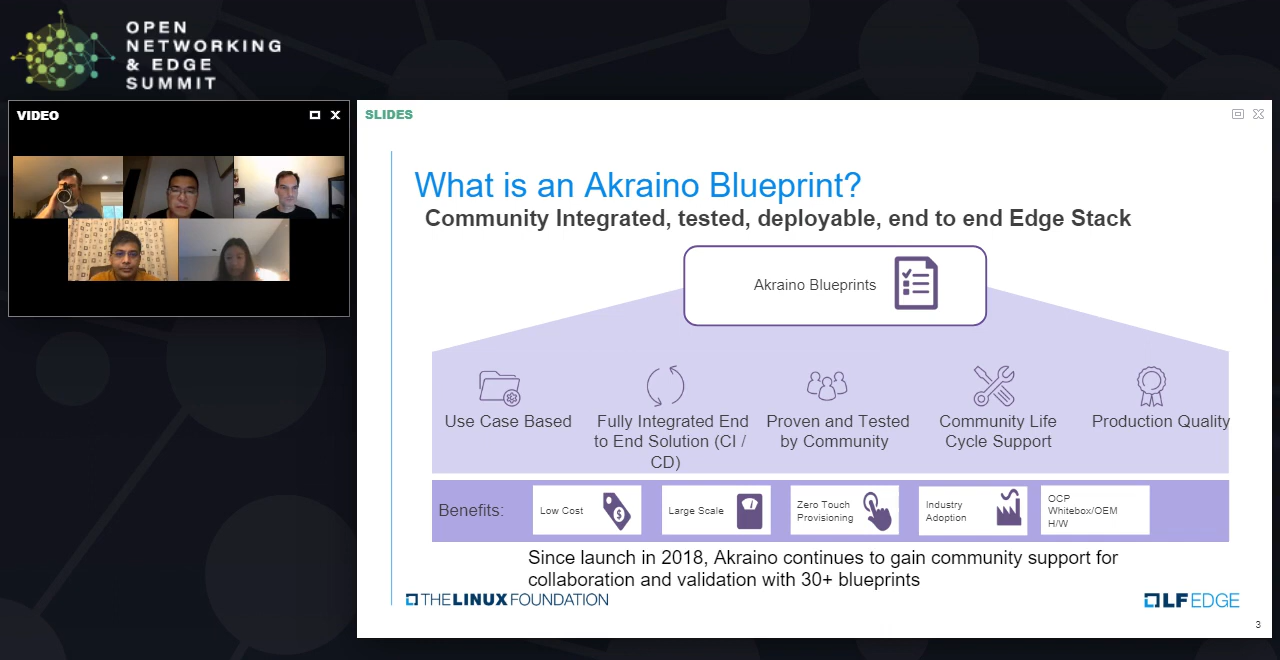 OPEN
NETWORKING
& EDGE
SUMMIT
VIDEO
SLIDES
What is an Akraino Blueprint?
Community Integrated, tested, deployable, end to end Edge Stack
Akraino Blueprints
Use Case Based
Fully Integrated End
to End Solution (CI /
CD)
Proven and Tested
by Community
Community Life
Cycle Support
Production Quality
Benefits:
Low Cost
Large Scale
Zero Touch
Provisioning
Industry
Adoption
OCP
Whitebox/OEM
H/W
Since launch in 2018, Akraino continues to gain community support for
collaboration and validation with 30+ blueprints
THE LINUX FOUNDATION
LF EDGE
3